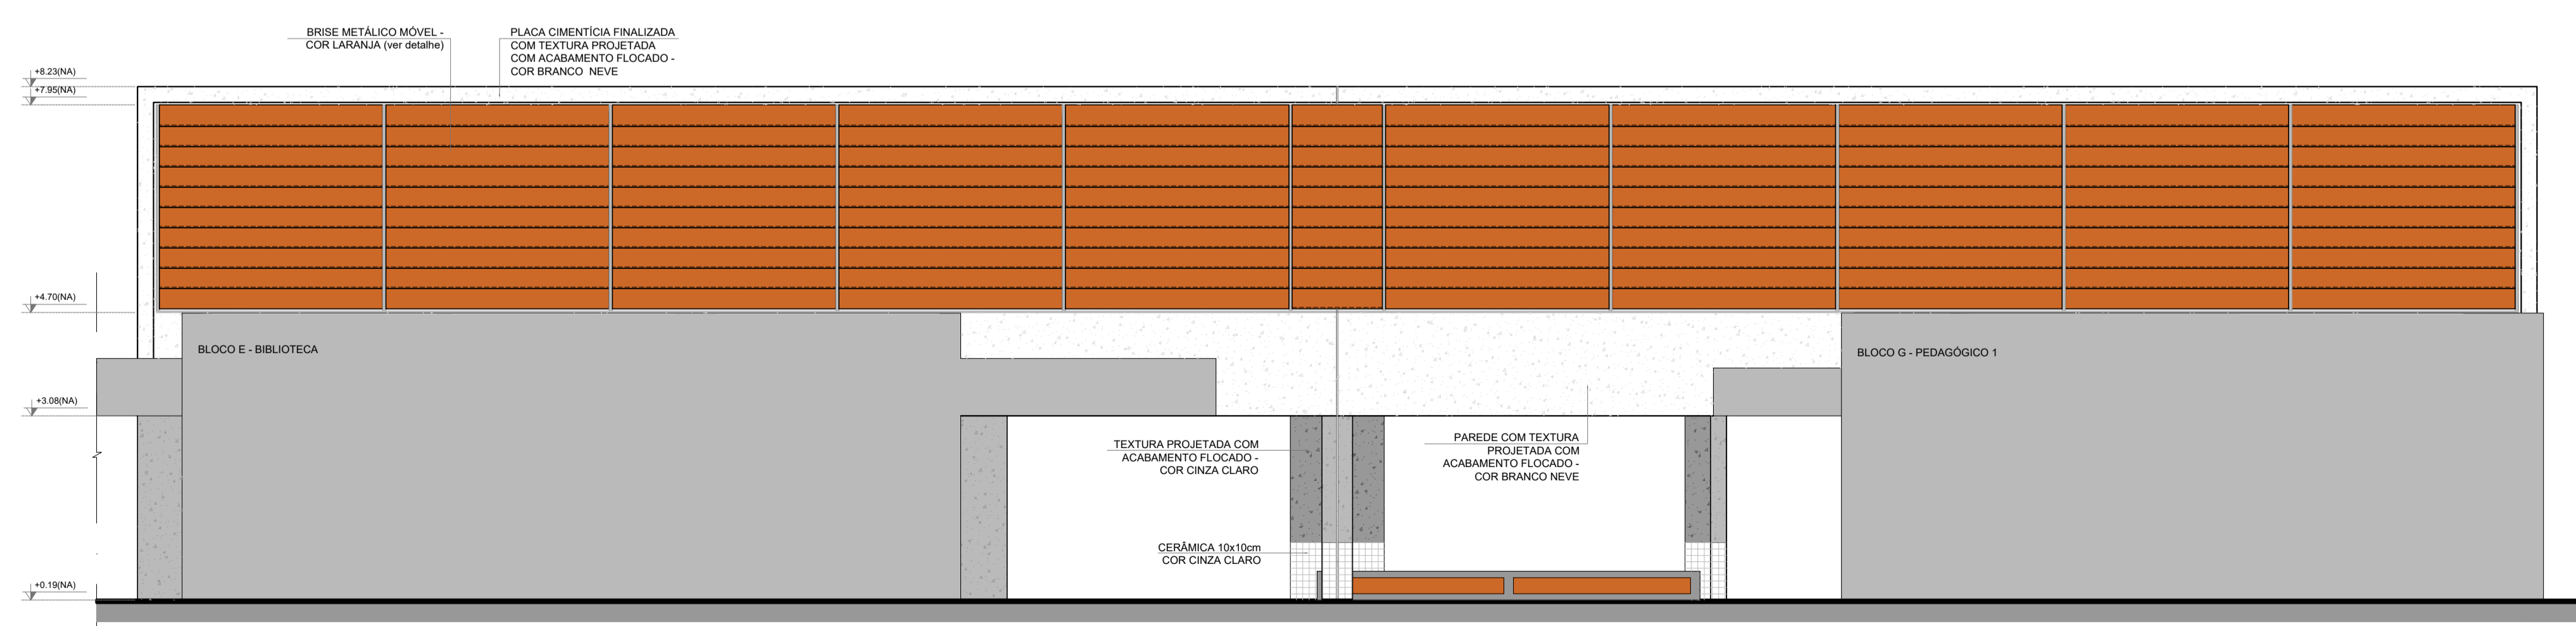 BRISE METÁLICO MÓVEL -
COR LARANJA (ver detalhe)
PLACA CIMENTÍCIA FINALIZADA
COM TEXTURA PROJETADA
COM ACABAMENTO FLOCADO -
COR BRANCO NEVE
+8.23(NA)
+7.95(NA)
+4.70(NA)
BLOCO E - BIBLIOTECA
BLOCO G - PEDAGÓGICO 1
+3.08(NA)
TEXTURA PROJETADA COM
ACABAMENTO FLOCADO -
COR CINZA CLARO
PAREDE COM TEXTURA
PROJETADA COM
ACABAMENTO FLOCADO -
COR BRANCO NEVE
CERÂMICA 10x10cm
COR CINZA CLARO
+0.19(NA)